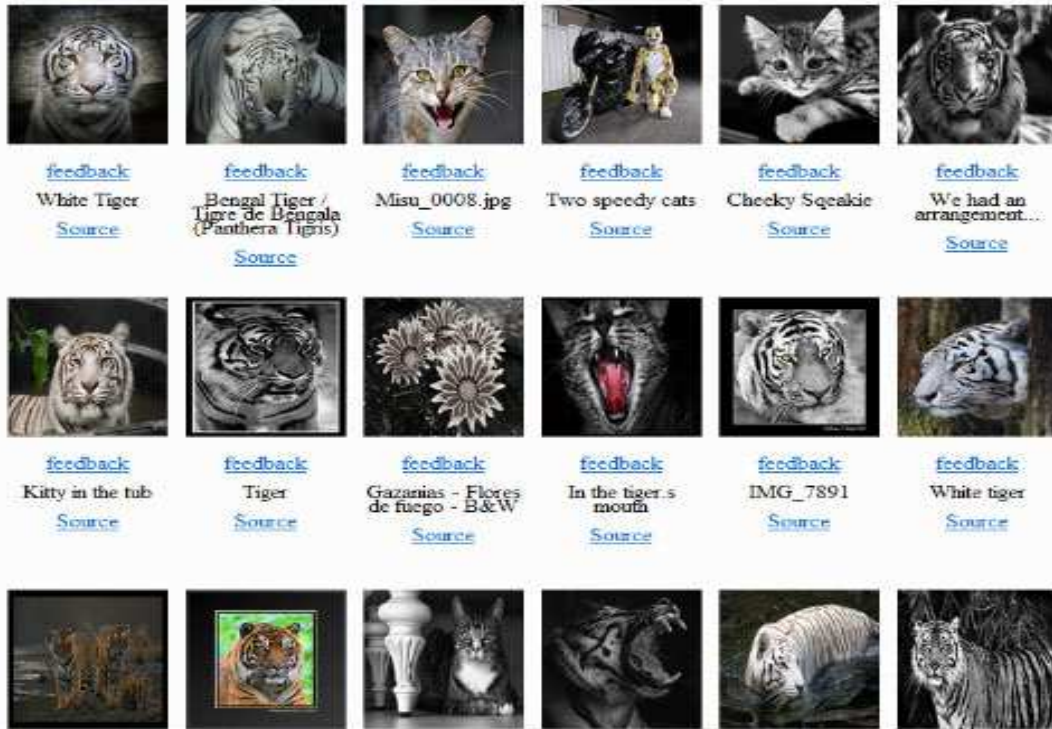 feedback feedback feedback feedback feedback feedback
White Tiger
Bengal Tiger /
Tigre de Bengala
(Panthera Tigris)
Misu_0008.jpg
Two speedy cats
Cheeky Sqeakie
We had an
arrangement...
Source Source Source Source Source Source
feedback feedback feedback feedback feedback feedback
Kitty in the tub
Tiger
Gazanias - Flores
de fuego - B&W
In the tiger.s
mouth
IMG_7891
White tiger
Source Source Source Source Source Source